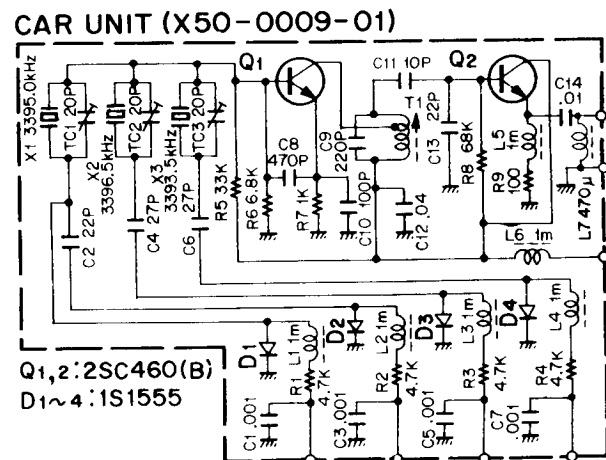 CAR UNIT (X50-0009-01)
X1 3395.0kHz
TC1 20P
X2 3396.5kHz
TC2 20P
X3 3393.5kHz
TC3 20P
Q1
C11 10P
Q2
C14 .01
T1
C8 470P
C9 220P
C13 22P
R8 68K
L5 1m
R9 100
L7 470μ
C2 22P
C4 27P
C6 27P
R5 33K
R6 6.8K
R7 1K
C10 100P
C12 .04
L6 1m
D1
L1 1m
D2
L2 1m
D3
L3 1m
D4
L4 1m
R1 4.7K
R2 4.7K
R3 4.7K
R4 4.7K
Q1,2:2SC460(B)
D1~4:1S1555
C1 .001
C3 .001
C5 .001
C7 .001